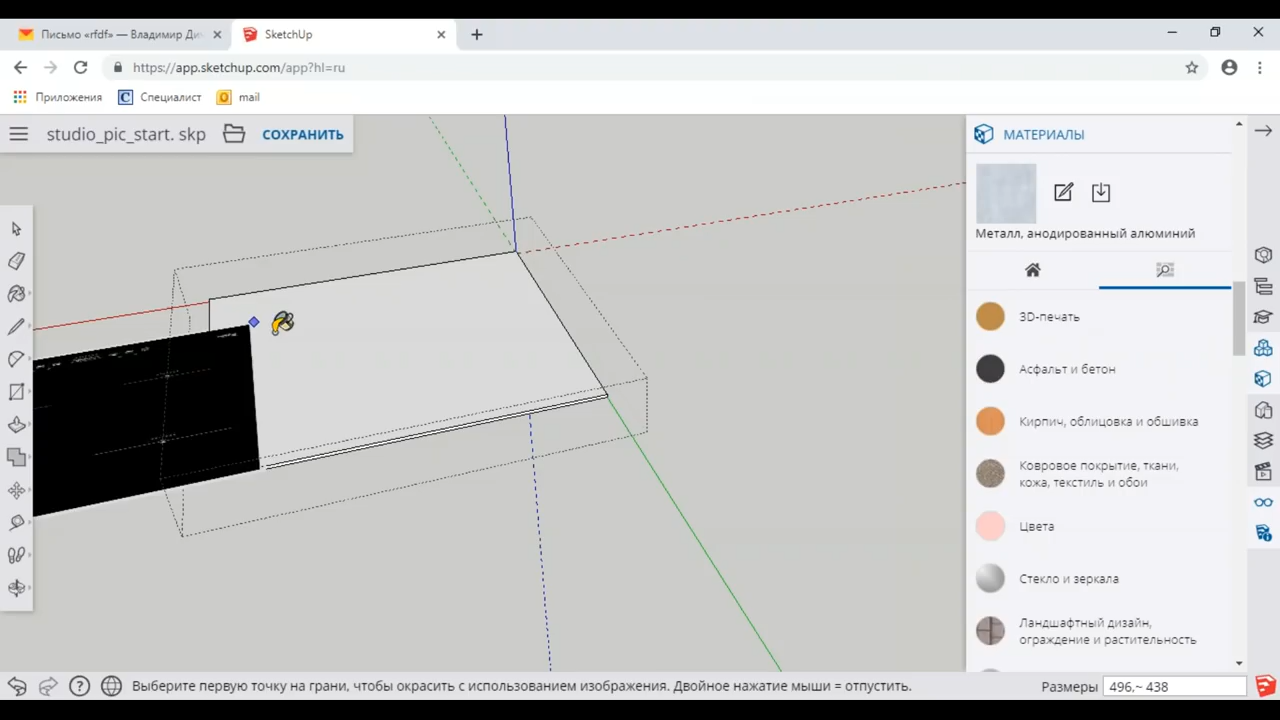 Письмо «rfdf» — Владимир Ди
SketchUp
https://app.sketchup.com/app?hl=ru
Приложения
Специалист
mail
studio_pic_start. skp
СОХРАНИТЬ
МАТЕРИАЛЫ
Металл, анодированный алюминий
3D-печать
Асфальт и бетон
Кирпич, облицовка и обшивка
Ковровое покрытие, ткани,
кожа, текстиль и обои
Цвета
Стекло и зеркала
Ландшафтный дизайн,
ограждение и растительность
Выберите первую точку на грани, чтобы окрасить с использованием изображения. Двойное нажатие мыши = отпустить.
Размеры
496,~ 438